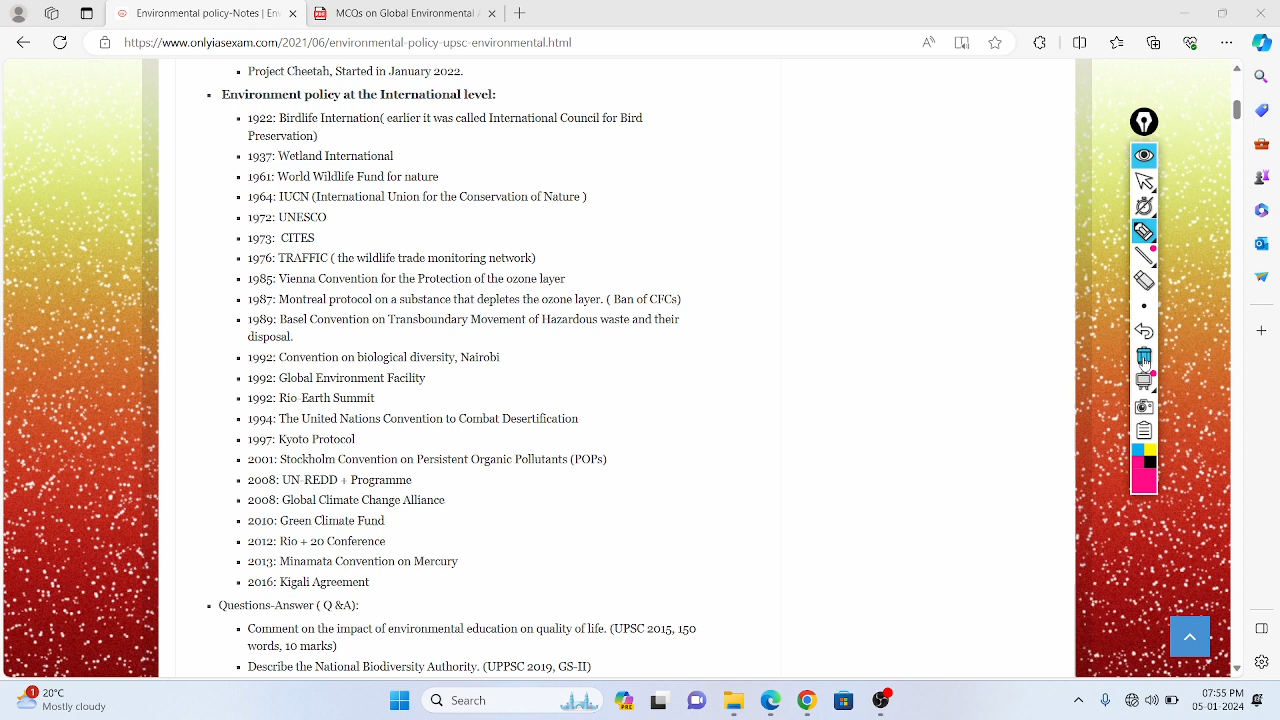 Environmental policy-Notes | En
MCQs on Global Environmental
https://www.onlyiasexam.com/2021/06/environmental-policy-upsc-environmental.html
Project Cheetah, Started in January 2022.
Environment policy at the International level:
1922: Birdlife Internation( earlier it was called International Council for Bird
Preservation)
1937: Wetland International
1961: World Wildlife Fund for nature
1964: IUCN (International Union for the Conservation of Nature )
1972: UNESCO
1973: CITES
1976: TRAFFIC ( the wildlife trade monitoring network)
1985: Vienna Convention for the Protection of the ozone layer
1987: Montreal protocol on a substance that depletes the ozone layer. ( Ban of CFCs)
1989: Basel Convention on Transboundary Movement of Hazardous waste and their
disposal.
1992: Convention on biological diversity, Nairobi
1992: Global Environment Facility
1992: Rio-Earth Summit
1994: The United Nations Convention to Combat Desertification
1997: Kyoto Protocol
2001: Stockholm Convention on Persistent Organic Pollutants (POPs)
2008: UN-REDD + Programme
2008: Global Climate Change Alliance
2010: Green Climate Fund
2012: Rio + 20 Conference
2013: Minamata Convention on Mercury
2016: Kigali Agreement
Questions-Answer ( Q &A):
Comment on the impact of environmental education on quality of life. (UPSC 2015, 150
words, 10 marks)
Describe the National Biodiversity Authority. (UPPSC 2019, GS-II)
1
20°C
Mostly cloudy
Search
PRE
07:55 PM
05-01-2024